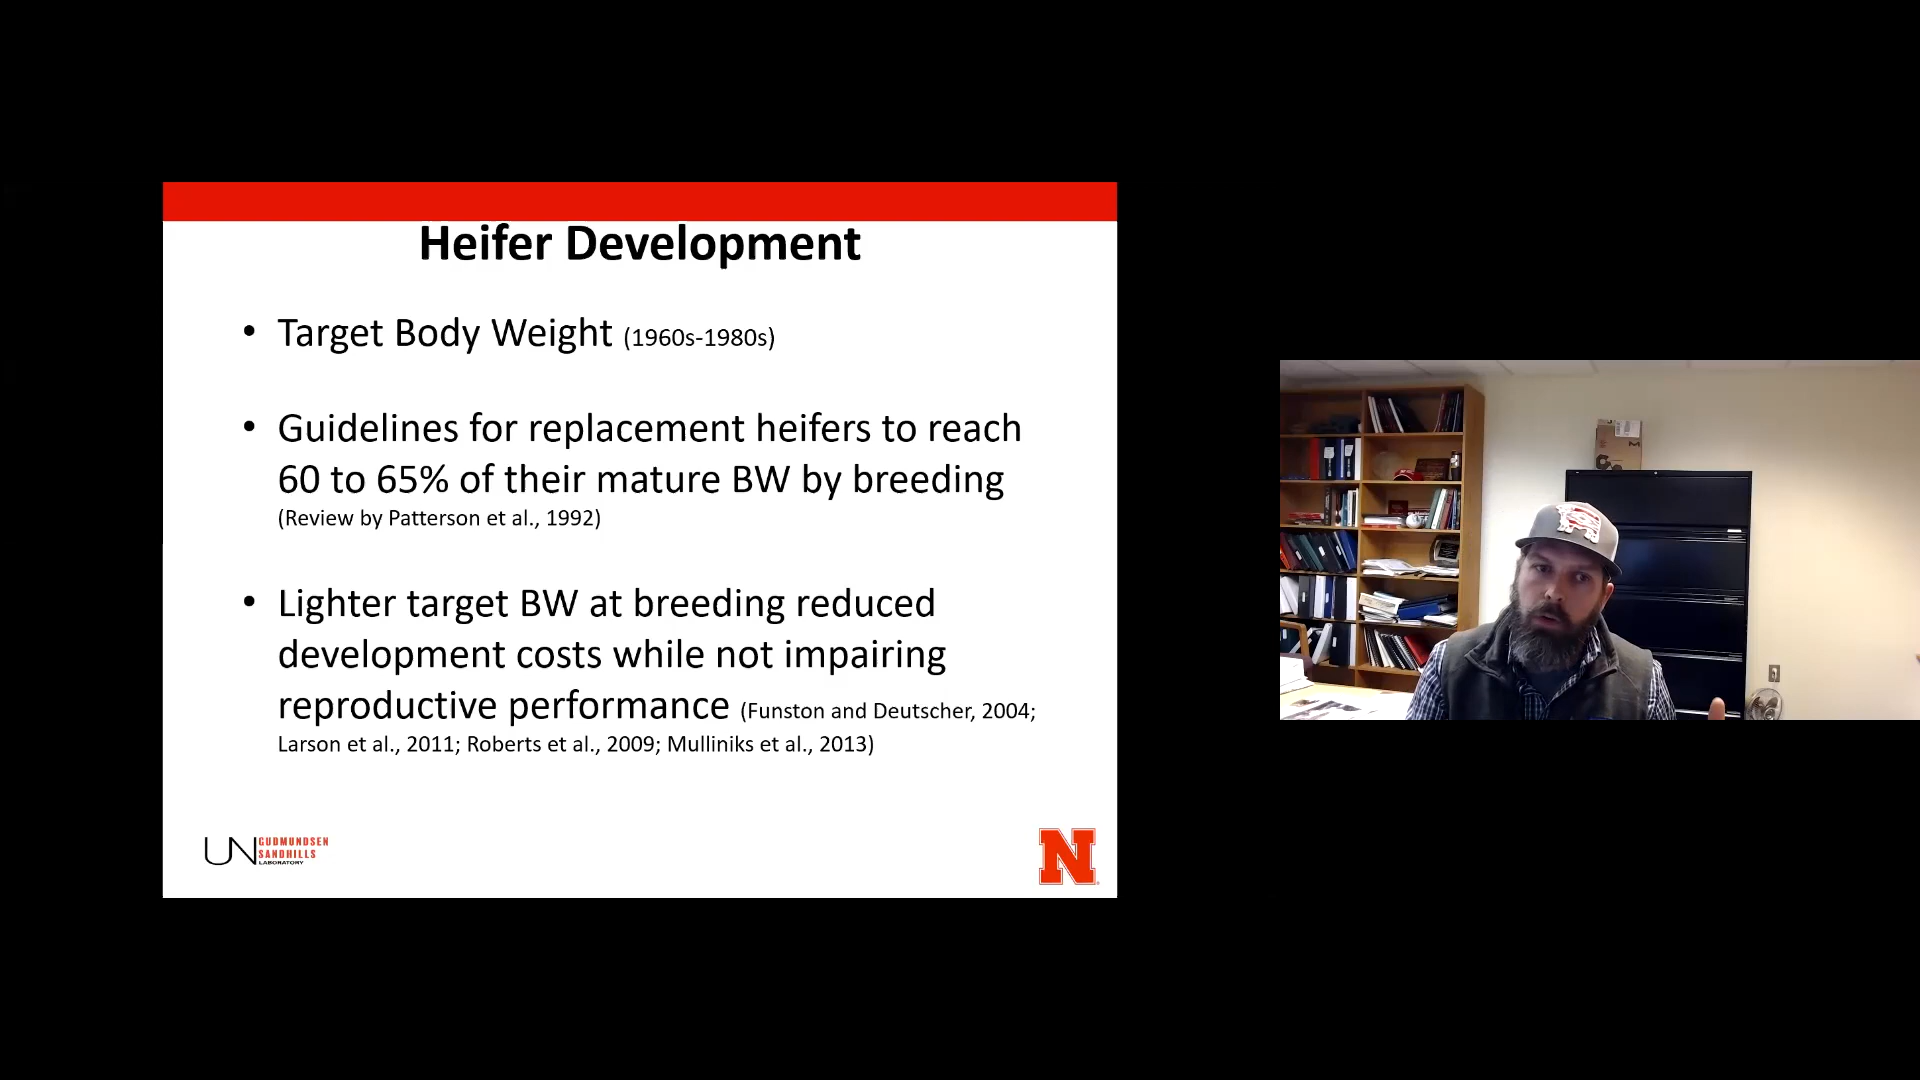 Heifer Development
• Target Body Weight (1960s-1980s)
• Guidelines for replacement heifers to reach
60 to 65% of their mature BW by breeding
(Review by Patterson et al., 1992)
• Lighter target BW at breeding reduced
development costs while not impairing
reproductive performance (Funston and Deutscher, 2004;
Larson et al., 2011; Roberts et al., 2009; Mulliniks et al., 2013)
UN GUDMUNDSEN
SANDHILLS
LABORATORY
N